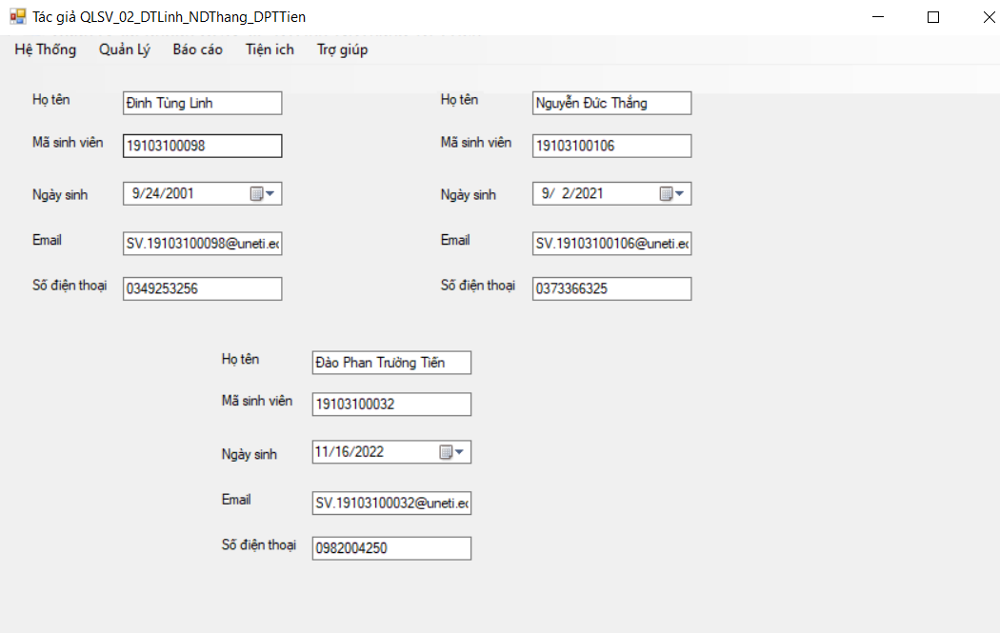 Tác giả QLSV_02_DTLinh_NDThang_DPTTien
Hệ Thống Quản Lý Báo cáo Tiện ich Trợ giúp
Họ tên Đinh Tùng Linh
Mã sinh viên 19103100098
Ngày sinh 9/24/2001
Email SV.19103100098@uneti.ec
Số điện thoại 0349253256
Họ tên Nguyễn Đức Thắng
Mã sinh viên 19103100106
Ngày sinh 9/ 2/2021
Email SV.19103100106@uneti.ec
Số điện thoại 0373366325
Họ tên Đào Phan Trưởng Tiến
Mã sinh viên 19103100032
Ngày sinh 11/16/2022
Email SV.19103100032@uneti.ec
Số điện thoại 0982004250